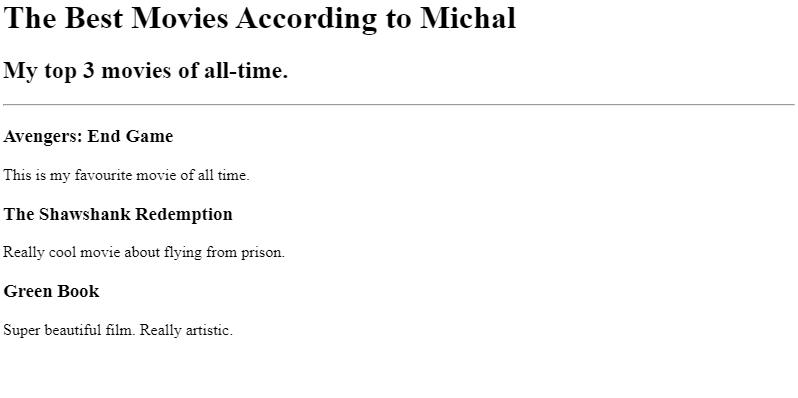 The Best Movies According to Michal
My top 3 movies of all-time.
Avengers: End Game
This is my favourite movie of all time.
The Shawshank Redemption
Really cool movie about flying from prison.
Green Book
Super beautiful film. Really artistic.